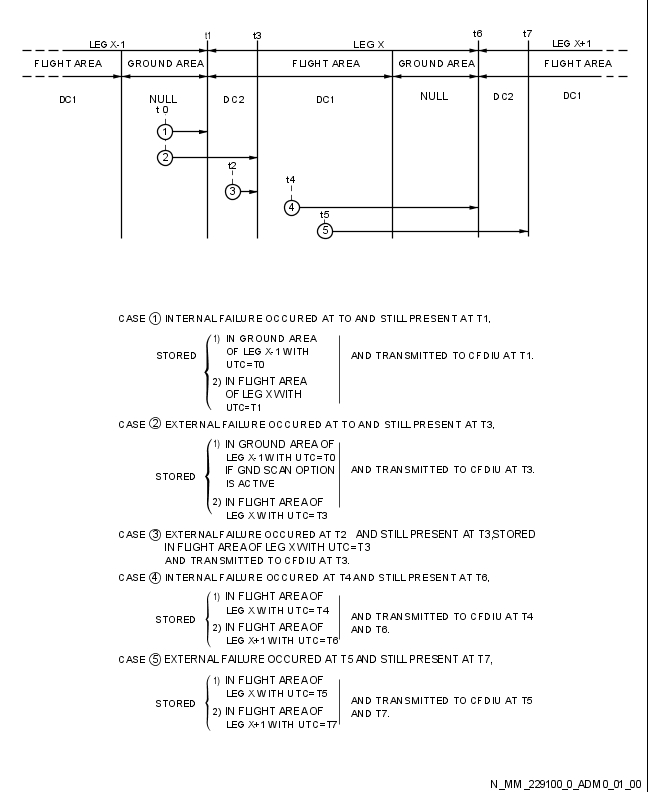 t1 t3 t6 t7
LEG X-1 LEG X LEG X+1
FLIGHT AREA GROUND AREA FLIGHT AREA GROUND AREA FLIGHT AREA
DC1 NULL DC2 DC1 NULL DC2 DC1
t0
1
2
t2
3
t4
4
t5
5
CASE 1 INTERNAL FAILURE OCCURED AT T0 AND STILL PRESENT AT T1,
1) IN GROUND AREA
OF LEG X-1 WITH
UTC=T0
STORED AND TRANSMITTED TO CFDIU AT T1.
2) IN FLIGHT AREA
OF LEG X WITH
UTC=T1
CASE 2 EXTERNAL FAILURE OCCURED AT T0 AND STILL PRESENT AT T3,
1) IN GROUND AREA OF
LEG X-1 WITH UTC=T0
IF GND SCAN OPTION
IS ACTIVE
STORED AND TRANSMITTED TO CFDIU AT T3.
2) IN FLIGHT AREA OF
LEG X WITH UTC=T3
CASE 3 EXTERNAL FAILURE OCCURED AT T2 AND STILL PRESENT AT T3,STORED
IN FLIGHT AREA OF LEG X WITH UTC=T3
AND TRANSMITTED TO CFDIU AT T3.
CASE 4 INTERNAL FAILURE OCCURED AT T4 AND STILL PRESENT AT T6,
1) IN FLIGHT AREA OF
LEG X WITH UTC=T4
STORED AND TRANSMITTED TO CFDIU AT T4
AND T6.
2) IN FLIGHT AREA OF
LEG X+1 WITH UTC=T6
CASE 5 EXTERNAL FAILURE OCCURED AT T5 AND STILL PRESENT AT T7,
1) IN FLIGHT AREA OF
LEG X WITH UTC=T5
STORED AND TRANSMITTED TO CFDIU AT T5
AND T7.
2) IN FLIGHT AREA OF
LEG X+1 WITH UTC=T7
N_MM_229100_0_ADM0_01_00